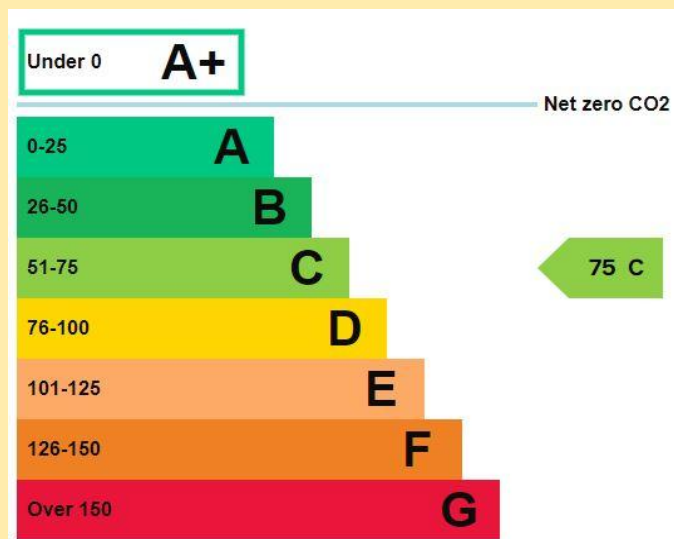 Under 0 A+
Net zero CO2
0-25 A
26-50 B
51-75 C
75 C
76-100 D
101-125 E
126-150 F
Over 150 G